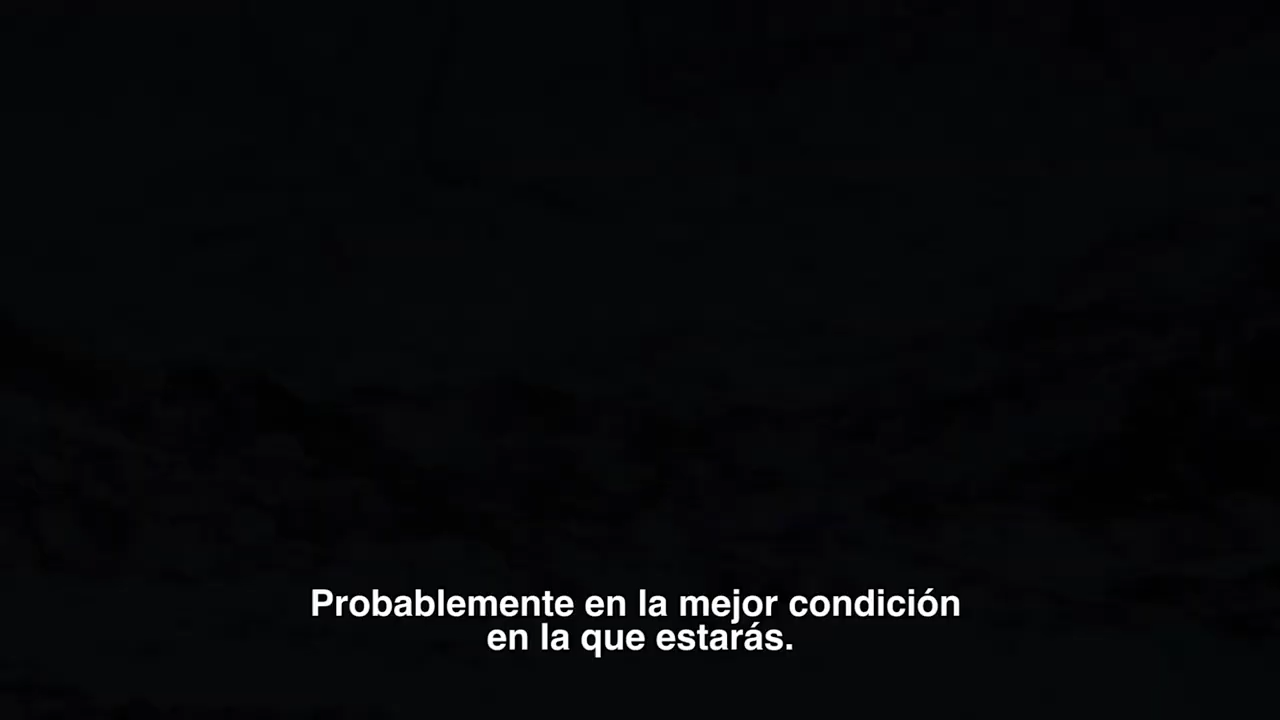 Probablemente en la mejor condición
en la que estarás.